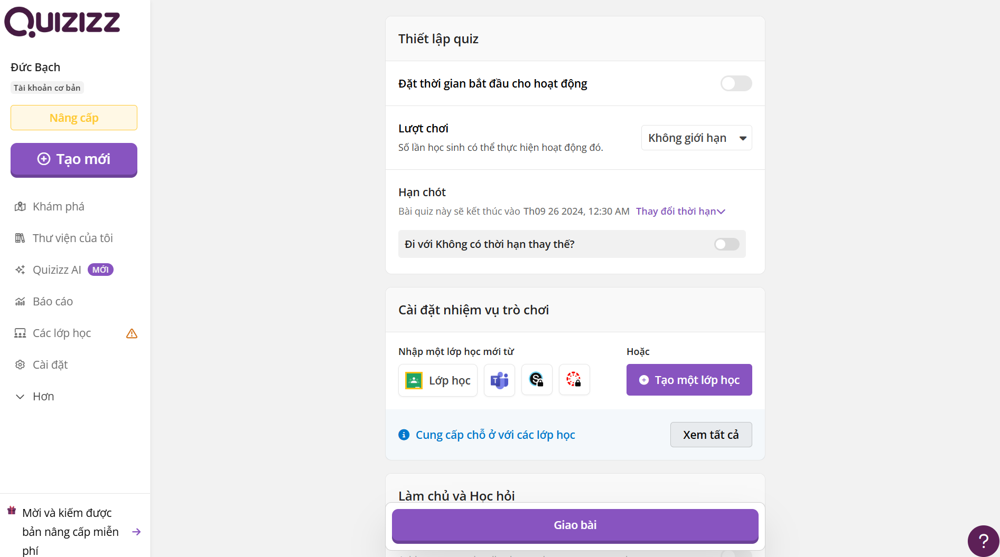 Quizizz
Đức Bạch
Tài khoản cơ bản
Nâng cấp
Tạo mới
Khám phá
Thư viện của tôi
Quizizz AI MỚI
Báo cáo
Các lớp học
Cài đặt
Hơn
Mời và kiếm được
bản nâng cấp miễn
phí
Thiết lập quiz
Đặt thời gian bắt đầu cho hoạt động
Lượt chơi
Không giới hạn
Số lần học sinh có thể thực hiện hoạt động đó.
Hạn chót
Bài quiz này sẽ kết thúc vào Th09 26 2024, 12:30 AM Thay đổi thời hạn
Đi với Không có thời hạn thay thế?
Cài đặt nhiệm vụ trò chơi
Nhập một lớp học mới từ
Hoặc
Lớp học
T
S
Tạo một lớp học
Cung cấp chỗ ở với các lớp học
Xem tất cả
Làm chủ và Học hỏi
Giao bài
?